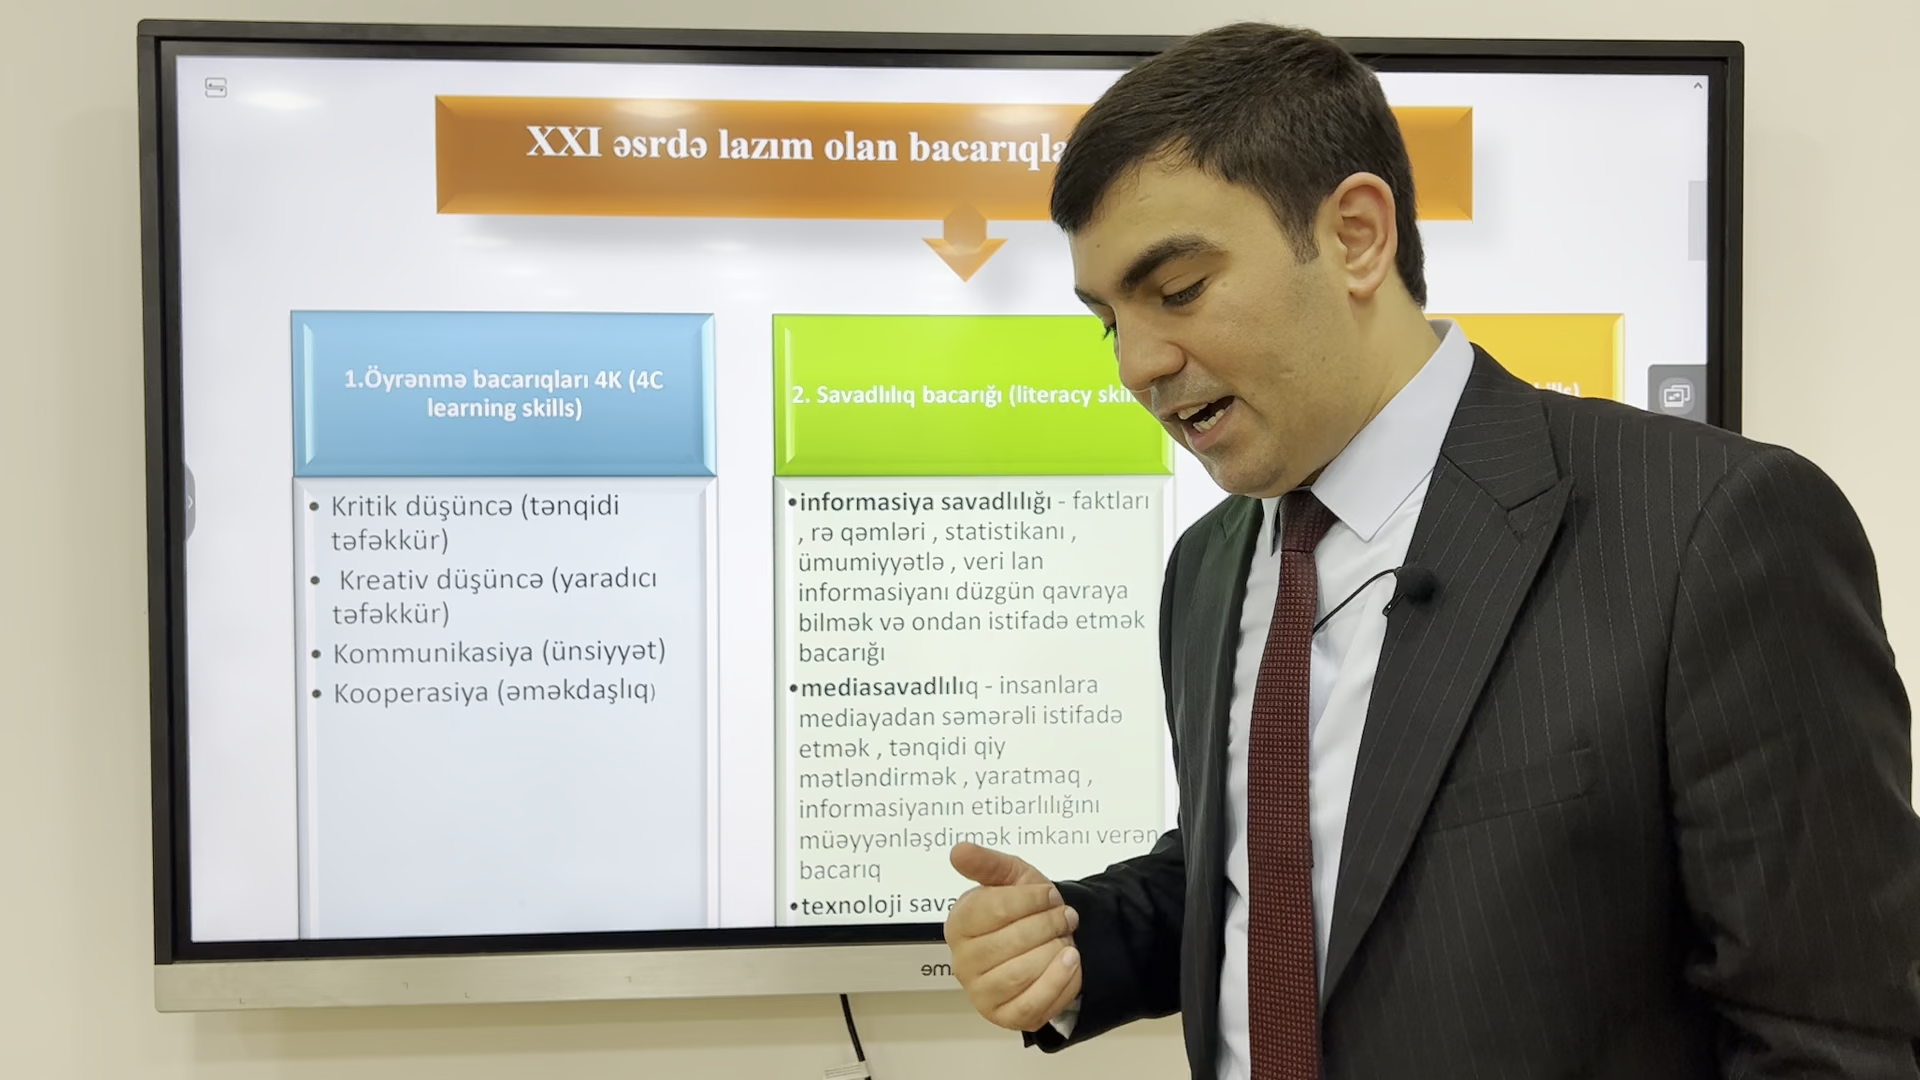 XXI əsrdə lazım olan
1.Öyrənmə bacarıqları 4K (4C
learning skills)
• Kritik düşüncə (tənqidi
təfəkkür)
• Kreativ düşüncə (yaradıcı
təfəkkür)
• Kommunikasiya (ünsiyyət)
• Kooperasiya (əməkdaşlıq)
2. Savadlılıq bacarığı (literacy
•informasiya savadlılığı - faktları
, rə qəmləri , statistikanı ,
ümumiyyətlə , veri lan
informasiyanı düzgün qavraya
bilmək və ondan istifadə etmək
bacarığı
•mediasavadlılıq - insanlara
mediayadan səmərəli istifadə
etmək , tənqidi qiy
mətləndirmək , yaratmaq ,
informasiyanın etibarlılığını
müəyyənləşdirmək imkanı verən
bacarıq
•texnoloji